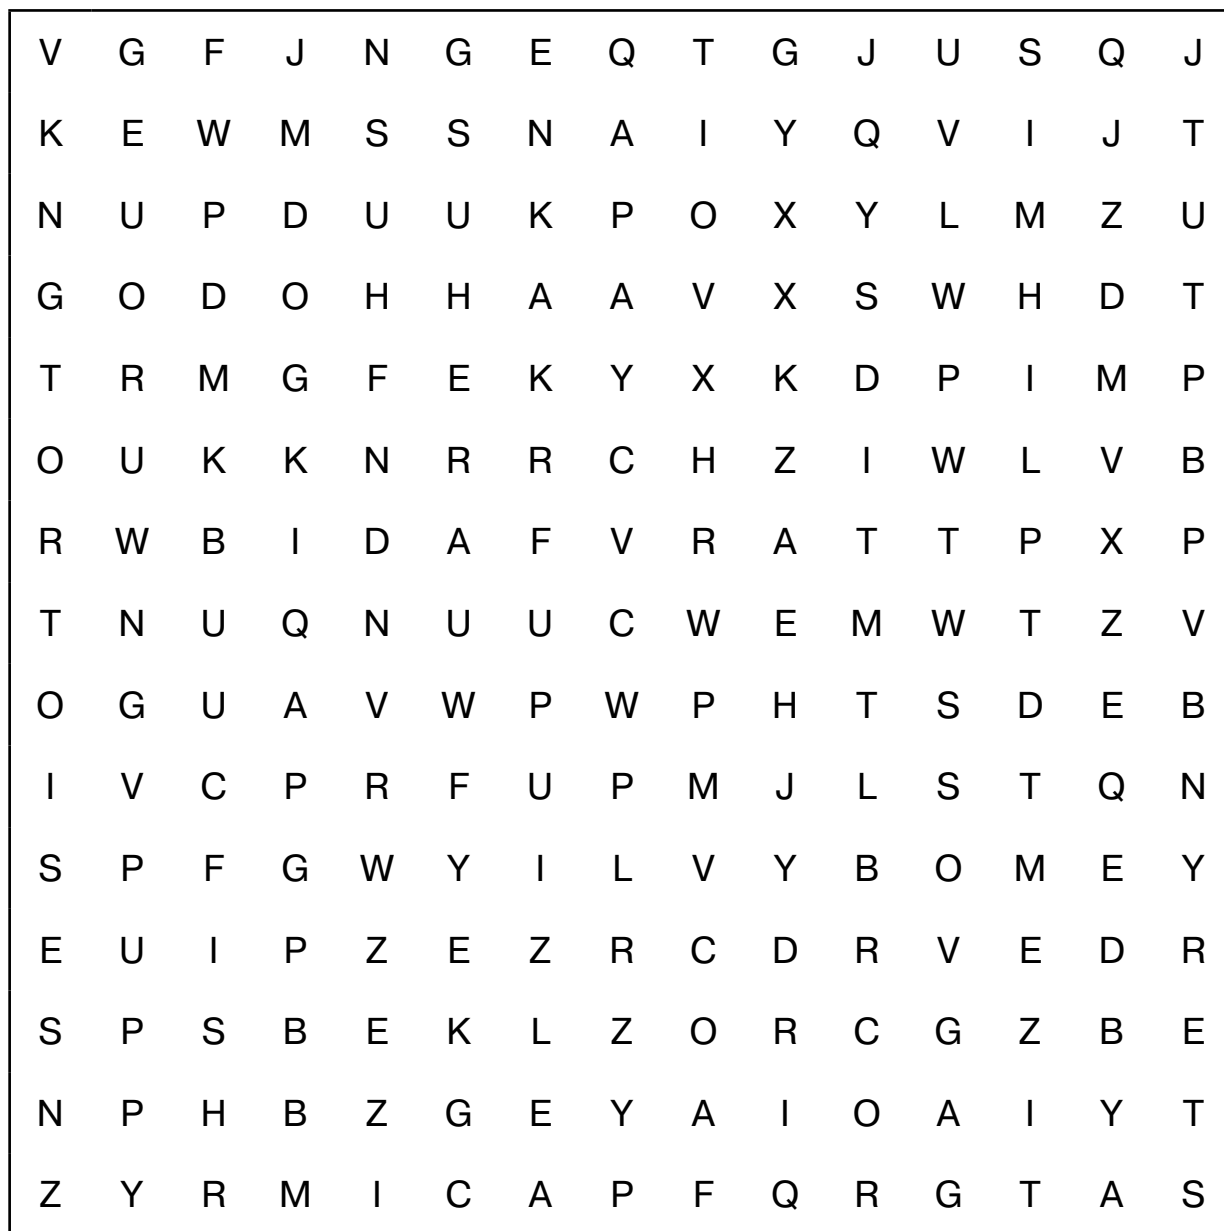 V G F J N G E Q T G J U S Q J
K E W M S S N A I Y Q V I J T
N U P D U U K P O X Y L M Z U
G O D O H H A A V X S W H D T
T R M G F E K Y X K D P I M P
O U K K N R R C H Z I W L V B
R W B I D A F V R A T T P X P
T N U Q N U U C W E M W T Z V
O G U A V W P W P H T S D E B
I V C P R F U P M J L S T Q N
S P F G W Y I L V Y B O M E Y
E U I P Z E Z R C D R V E D R
S P S B E K L Z O R C G Z B E
N P H B Z G E Y A I O A I Y T
Z Y R M I C A P F Q R G T A S